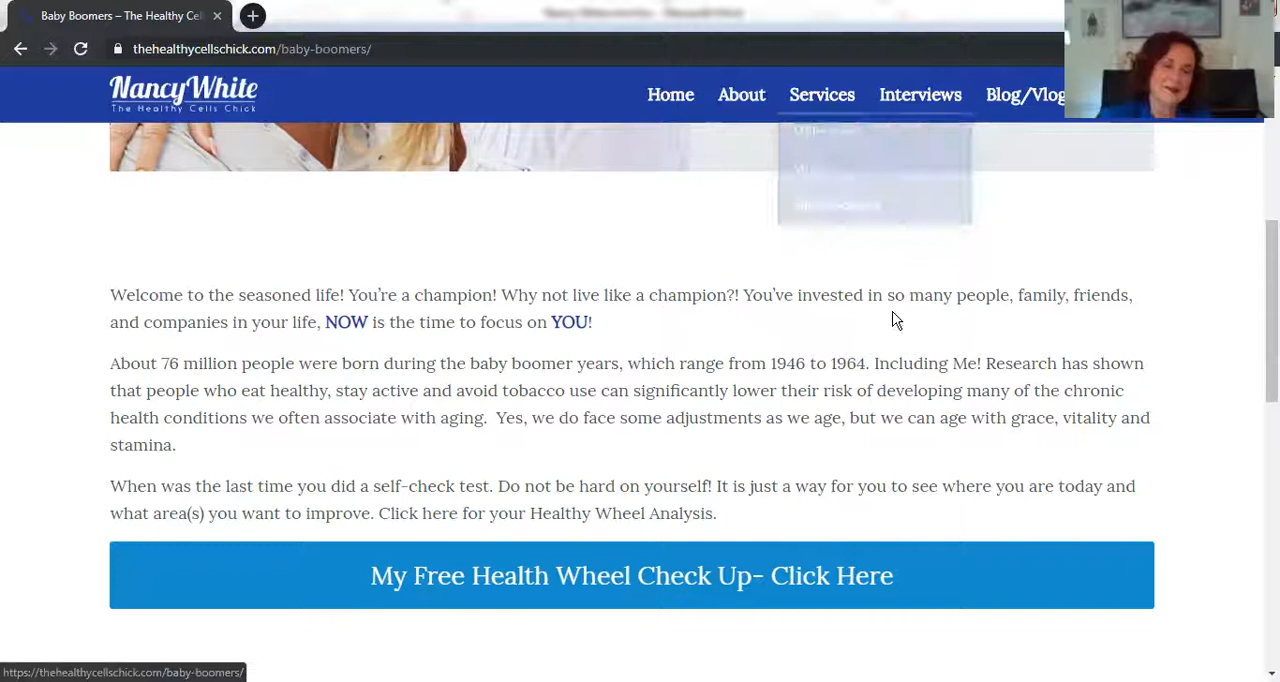 Baby Boomers – The Healthy Cel
thehealthycellschick.com/baby-boomers/
NancyWhite
The Healthy Cells Chick
Home About Services Interviews Blog/Vlog
Welcome to the seasoned life! You’re a champion! Why not live like a champion?! You’ve invested in so many people, family, friends,
and companies in your life, NOW is the time to focus on YOU!
About 76 million people were born during the baby boomer years, which range from 1946 to 1964. Including Me! Research has shown
that people who eat healthy, stay active and avoid tobacco use can significantly lower their risk of developing many of the chronic
health conditions we often associate with aging. Yes, we do face some adjustments as we age, but we can age with grace, vitality and
stamina.
When was the last time you did a self-check test. Do not be hard on yourself! It is just a way for you to see where you are today and
what area(s) you want to improve. Click here for your Healthy Wheel Analysis.
My Free Health Wheel Check Up- Click Here
https://thehealthycellschick.com/baby-boomers/